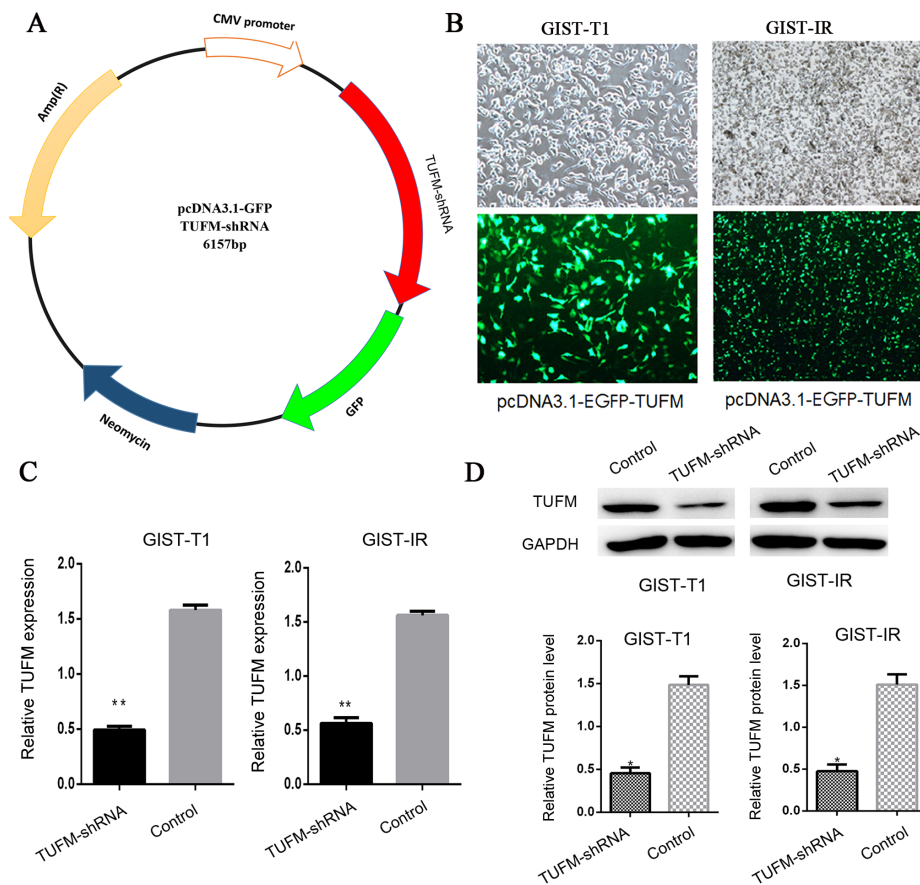 A
CMV promoter
Amp(R)
TUFM-shRNA
pcDNA3.1-GFP
TUFM-shRNA
6157bp
GFP
Neomycin
B
GIST-T1
GIST-IR
pcDNA3.1-EGFP-TUFM
pcDNA3.1-EGFP-TUFM
C
GIST-T1
Relative TUFM expression
2.0
1.5
1.0
0.5
0.0
**
TUFM-shRNA
Control
GIST-IR
Relative TUFM expression
2.0
1.5
1.0
0.5
0.0
**
TUFM-shRNA
Control
D
Control
TUFM-shRNA
Control
TUFM-shRNA
TUFM
GAPDH
GIST-T1
GIST-IR
GIST-T1
Relative TUFM protein level
2.0
1.5
1.0
0.5
0.0
*
TUFM-shRNA
Control
GIST-IR
Relative TUFM protein level
2.0
1.5
1.0
0.5
0.0
*
TUFM-shRNA
Control